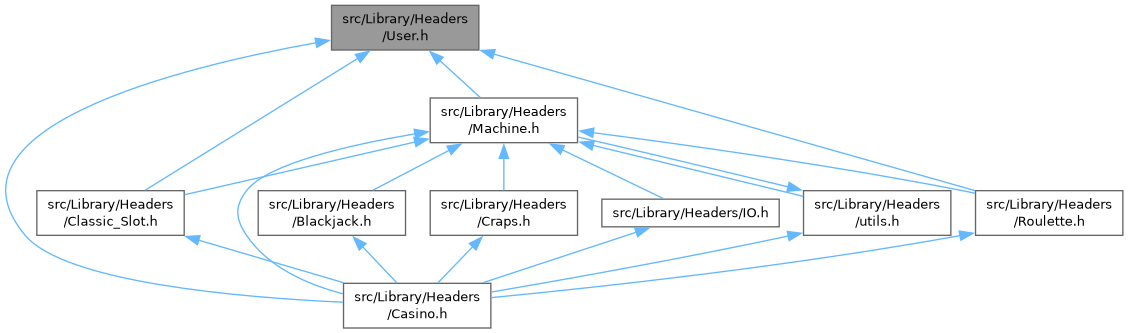 src/Library/Headers
/User.h
src/Library/Headers
/Machine.h
src/Library/Headers
/Classic_Slot.h
src/Library/Headers
/Blackjack.h
src/Library/Headers
/Craps.h
src/Library/Headers/IO.h
src/Library/Headers
/utils.h
src/Library/Headers
/Roulette.h
src/Library/Headers
/Casino.h